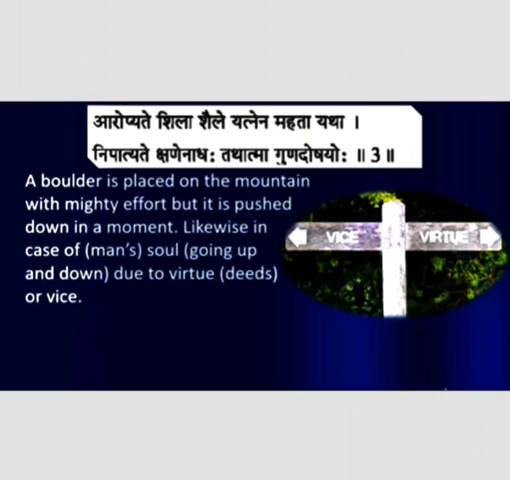 आरोप्यते शिला शैले यत्नेन महता यथा ।
निपात्यते क्षणेनाधः तथात्मा गुणदोषयोः ॥ 3 ॥
A boulder is placed on the mountain
with mighty effort but it is pushed
down in a moment. Likewise in
case of (man's) soul (going up
and down) due to virtue (deeds)
or vice.
VICE VIRTUE